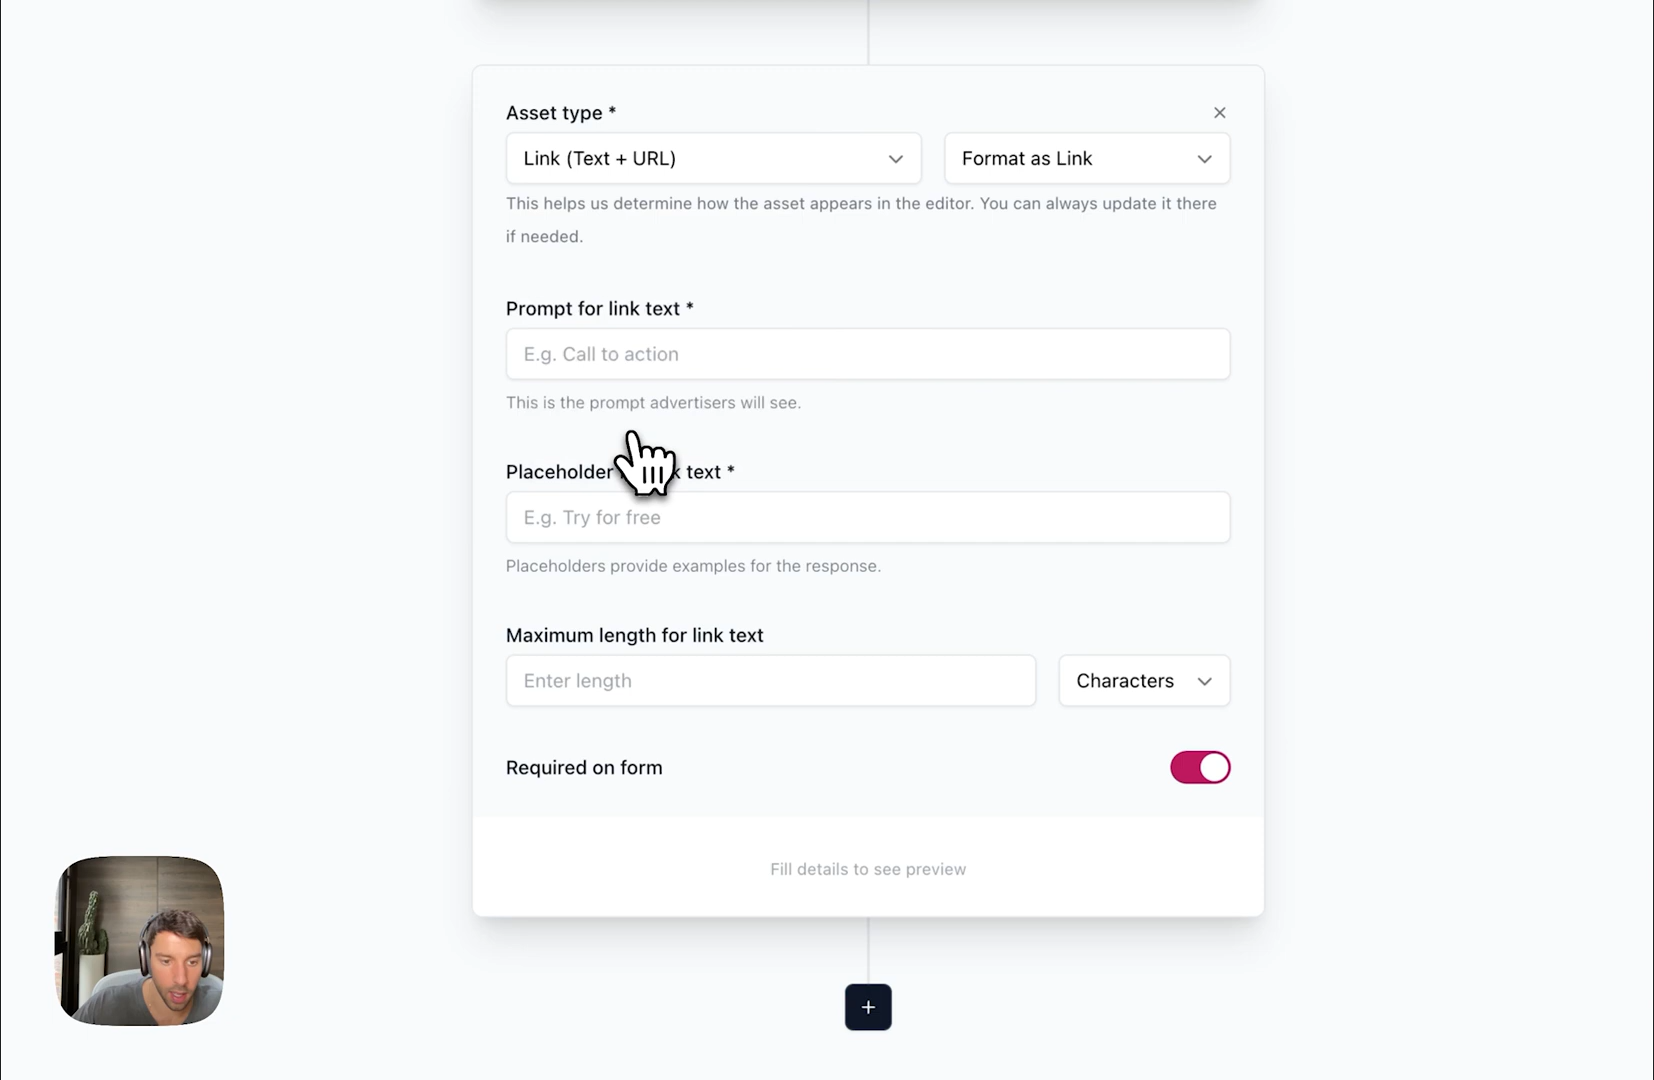 Asset type *
Link (Text + URL)
Format as Link
This helps us determine how the asset appears in the editor. You can always update it there
if needed.
Prompt for link text *
E.g. Call to action
This is the prompt advertisers will see.
Placeholder text *
E.g. Try for free
Placeholders provide examples for the response.
Maximum length for link text
Enter length
Characters
Required on form
Fill details to see preview